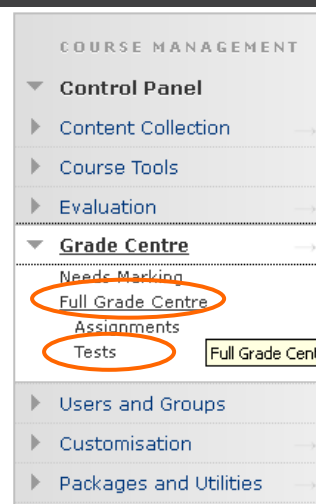 COURSE MANAGEMENT
Control Panel
Content Collection
Course Tools
Evaluation
Grade Centre
Needs Marking
Full Grade Centre
Assignments
Tests
Full Grade Cent
Users and Groups
Customisation
Packages and Utilities